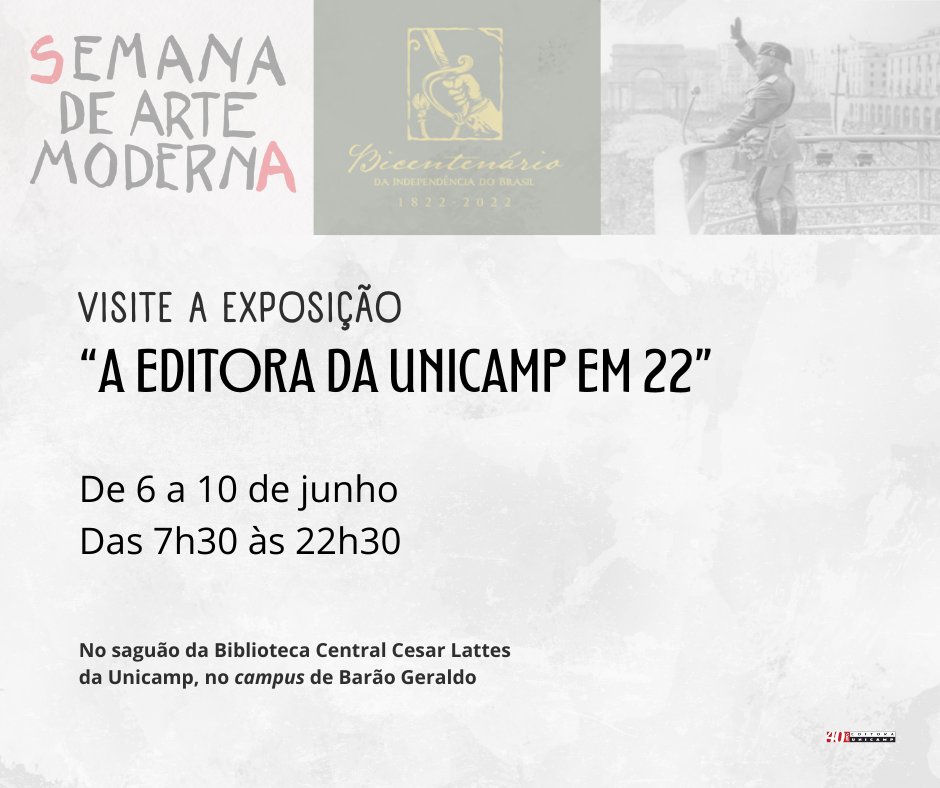 SEMANA
DE ARTE
MODERNA
Bicentenário
DA INDEPENDÊNCIA DO BRASIL
1822-2022
VISITE A EXPOSIÇÃO
“A EDITORA DA UNICAMP EM 22”
De 6 a 10 de junho
Das 7h30 às 22h30
No saguão da Biblioteca Central Cesar Lattes
da Unicamp, no campus de Barão Geraldo
EDITORA
UNICAMP